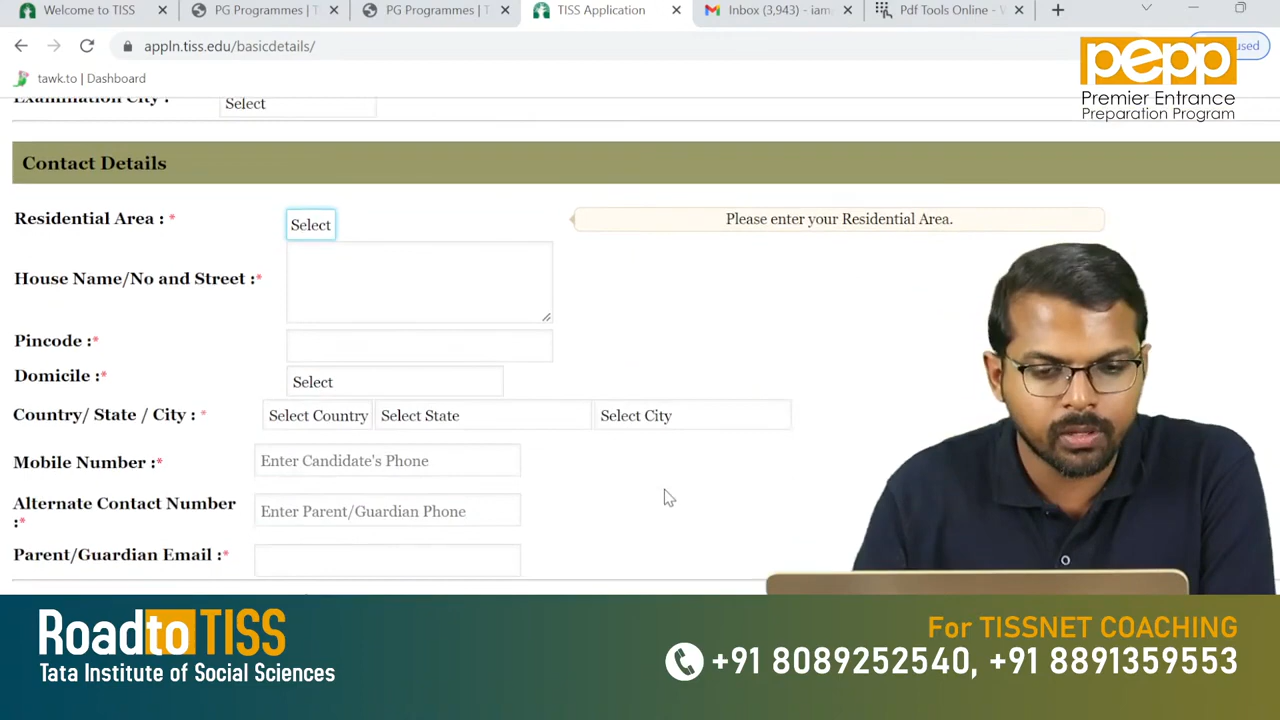 Welcome to TISS
PG Programmes | T
PG Programmes | T
TISS Application
Inbox (3,943) - iam
Pdf Tools Online - W
appln.tiss.edu/basicdetails/
tawk.to | Dashboard
pepp
Premier Entrance
Preparation Program
Examination City :
Select
Contact Details
Residential Area : *
Select
Please enter your Residential Area.
House Name/No and Street :*
Pincode :*
Domicile :*
Select
Country/ State / City : *
Select Country
Select State
Select City
Mobile Number :*
Enter Candidate's Phone
Alternate Contact Number
:*
Enter Parent/Guardian Phone
Parent/Guardian Email :*
Road to TISS
Tata Institute of Social Sciences
For TISSNET COACHING
+91 8089252540, +91 8891359553